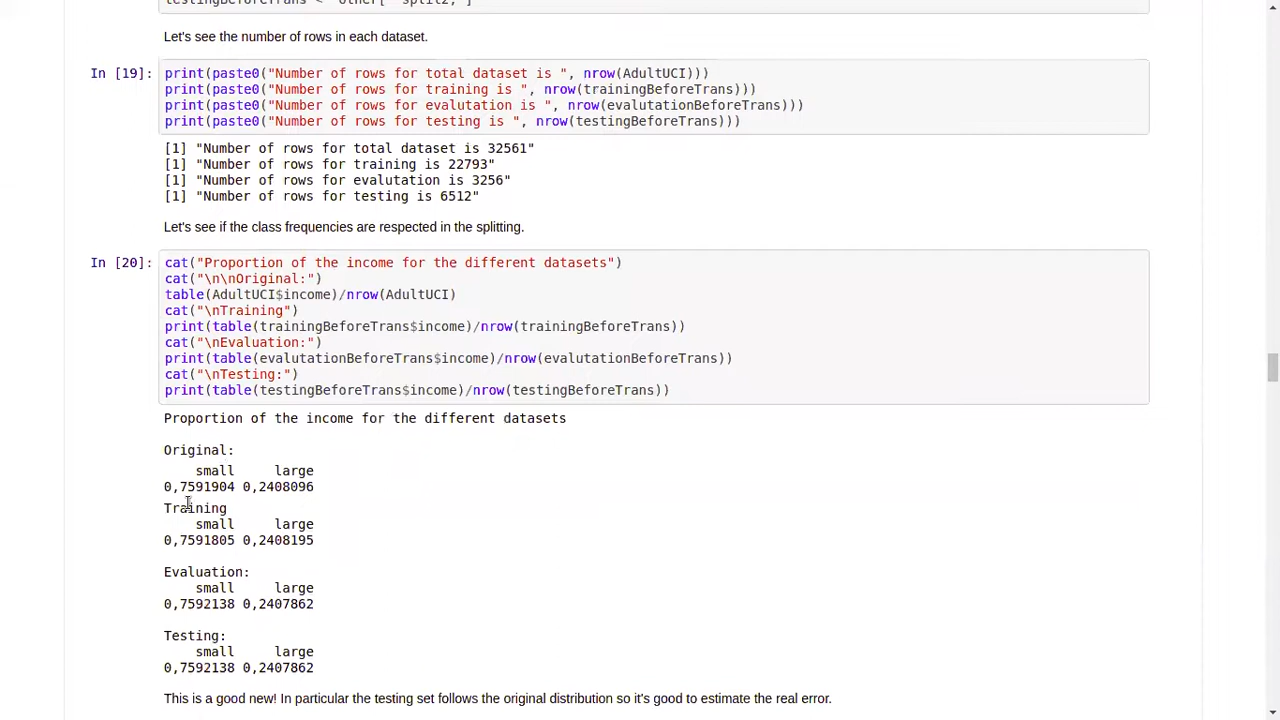 testingBeforeTrans <- other[- split2, ]
Let's see the number of rows in each dataset.
In [19]:
print(paste0("Number of rows for total dataset is ", nrow(AdultUCI)))
print(paste0("Number of rows for training is ", nrow(trainingBeforeTrans)))
print(paste0("Number of rows for evalutation is ", nrow(evalutationBeforeTrans)))
print(paste0("Number of rows for testing is ", nrow(testingBeforeTrans)))
[1] "Number of rows for total dataset is 32561"
[1] "Number of rows for training is 22793"
[1] "Number of rows for evalutation is 3256"
[1] "Number of rows for testing is 6512"
Let's see if the class frequencies are respected in the splitting.
In [20]:
cat("Proportion of the income for the different datasets")
cat("\n\nOriginal:")
table(AdultUCI$income)/nrow(AdultUCI)
cat("\nTraining")
print(table(trainingBeforeTrans$income)/nrow(trainingBeforeTrans))
cat("\nEvaluation:")
print(table(evalutationBeforeTrans$income)/nrow(evalutationBeforeTrans))
cat("\nTesting:")
print(table(testingBeforeTrans$income)/nrow(testingBeforeTrans))
Proportion of the income for the different datasets
Original:
small large
0,7591904 0,2408096
Training
small large
0,7591805 0,2408195
Evaluation:
small large
0,7592138 0,2407862
Testing:
small large
0,7592138 0,2407862
This is a good new! In particular the testing set follows the original distribution so it's good to estimate the real error.